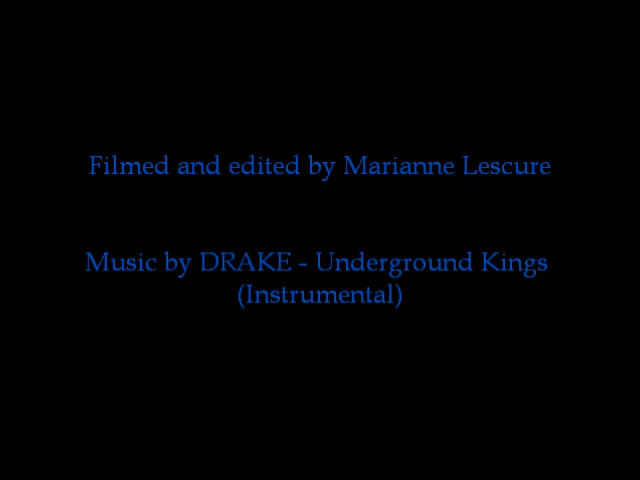 Filmed and edited by Marianne Lescure
Music by DRAKE - Underground Kings
(Instrumental)